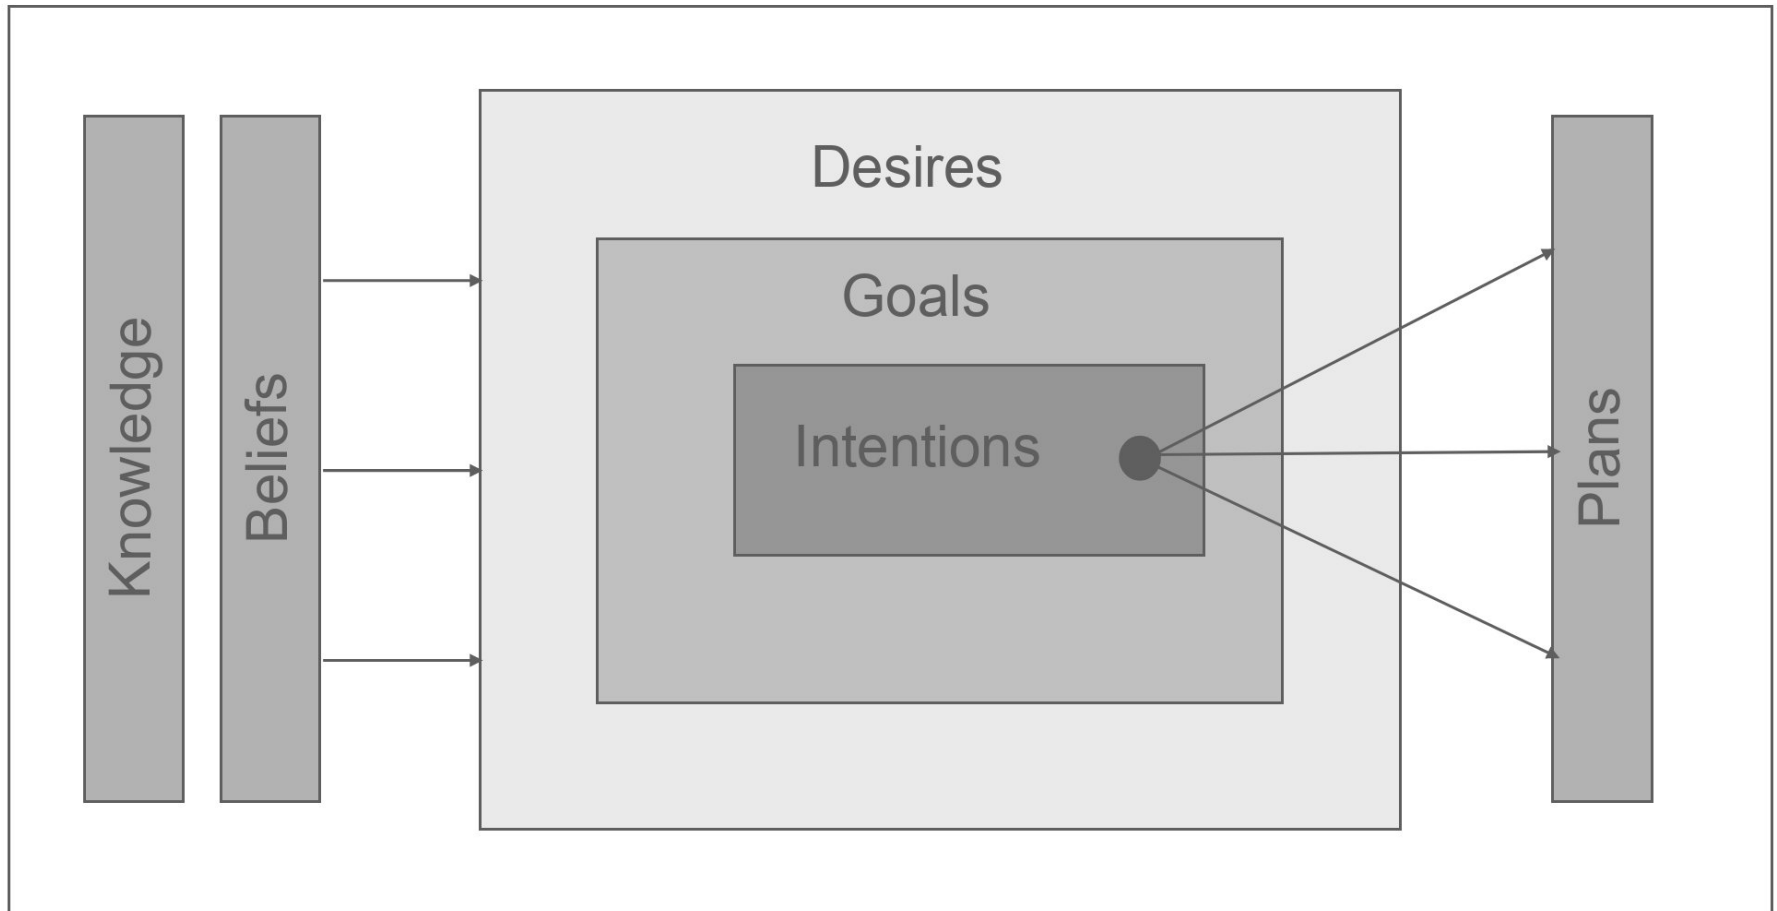 Knowledge
Beliefs
Desires
Goals
Intentions
Plans